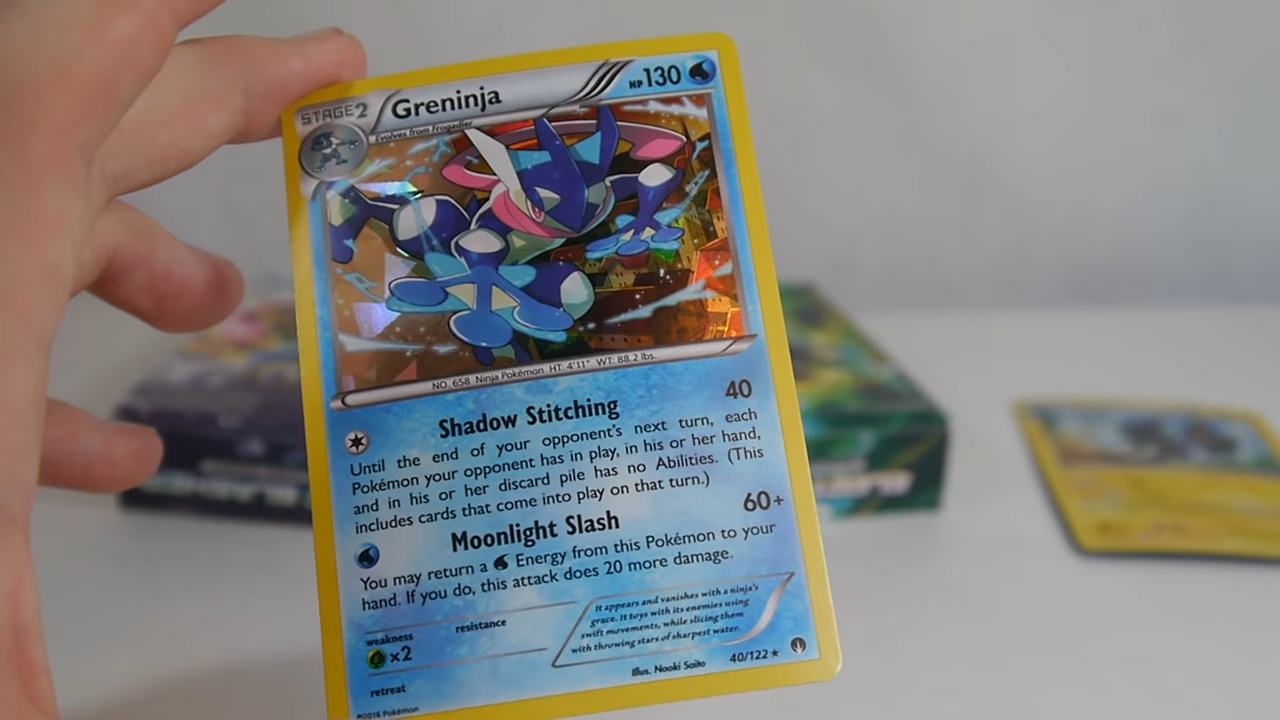 STAGE2 Greninja HP130
Evolves from Frogadier
NO. 658 Ninja Pokémon HT: 4'11" WT: 88.2 lbs.
Shadow Stitching 40
Until the end of your opponent's next turn, each
Pokémon your opponent has in play, in his or her hand,
and in his or her discard pile has no Abilities. (This
includes cards that come into play on that turn.)
Moonlight Slash 60+
You may return a Energy from this Pokémon to your
hand. If you do, this attack does 20 more damage.
weakness resistance
x2
It appears and vanishes with a ninja's
grace. It toys with its enemies using
swift movements, while slicing them
with throwing stars of sharpest water.
retreat
Illus. Naoki Saito 40/122
©2016 Pokémon